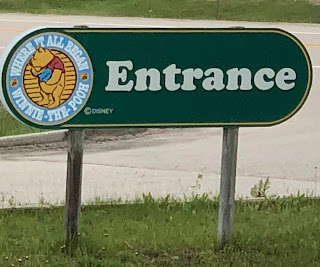 WHERE IT ALL BEGAN
WINNIE-THE-POOH
© DISNEY
Entrance